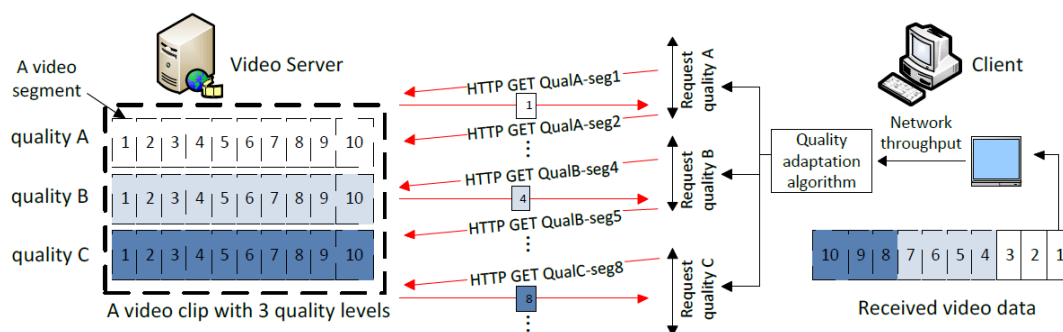 Video Server
Client
A video
segment
quality A
1 2 3 4 5 6 7 8 9 10
quality B
1 2 3 4 5 6 7 8 9 10
quality C
1 2 3 4 5 6 7 8 9 10
A video clip with 3 quality levels
HTTP GET QualA-seg1
1
HTTP GET QualA-seg2
HTTP GET QualB-seg4
4
HTTP GET QualB-seg5
HTTP GET QualC-seg8
8
Request
quality A
Request
quality B
Request
quality C
Quality
adaptation
algorithm
Network
throughput
10 9 8 7 6 5 4 3 2 1
Received video data